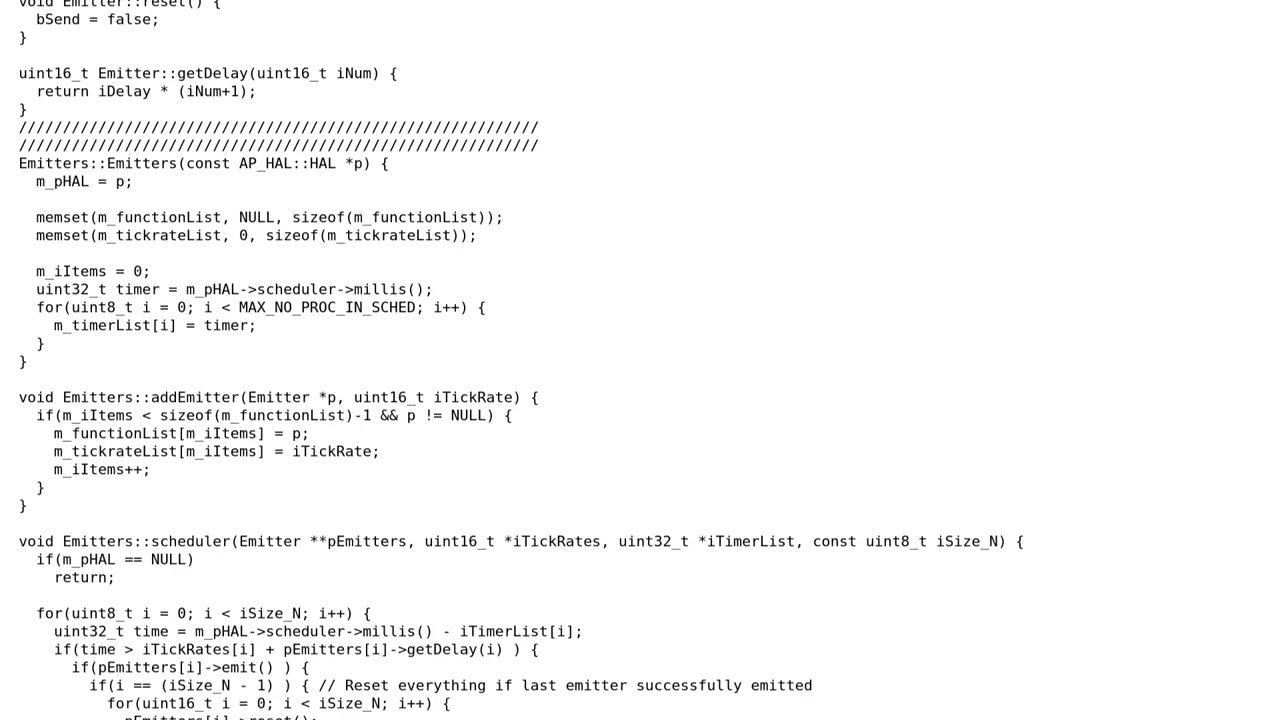 void Emitter::reset() {
  bSend = false;
}

uint16_t Emitter::getDelay(uint16_t iNum) {
  return iDelay * (iNum+1);
}
///////////////////////////////////////////////////////////
///////////////////////////////////////////////////////////
Emitters::Emitters(const AP_HAL::HAL *p) {
  m_pHAL = p;

  memset(m_functionList, NULL, sizeof(m_functionList));
  memset(m_tickrateList, 0, sizeof(m_tickrateList));

  m_iItems = 0;
  uint32_t timer = m_pHAL->scheduler->millis();
  for(uint8_t i = 0; i < MAX_NO_PROC_IN_SCHED; i++) {
    m_timerList[i] = timer;
  }
}

void Emitters::addEmitter(Emitter *p, uint16_t iTickRate) {
  if(m_iItems < sizeof(m_functionList)-1 && p != NULL) {
    m_functionList[m_iItems] = p;
    m_tickrateList[m_iItems] = iTickRate;
    m_iItems++;
  }
}

void Emitters::scheduler(Emitter **pEmitters, uint16_t *iTickRates, uint32_t *iTimerList, const uint8_t iSize_N) {
  if(m_pHAL == NULL)
    return;

  for(uint8_t i = 0; i < iSize_N; i++) {
    uint32_t time = m_pHAL->scheduler->millis() - iTimerList[i];
    if(time > iTickRates[i] + pEmitters[i]->getDelay(i) ) {
      if(pEmitters[i]->emit() ) {
        if(i == (iSize_N - 1) ) { // Reset everything if last emitter successfully emitted
          for(uint16_t i = 0; i < iSize_N; i++) {
            pEmitters[i]->reset();